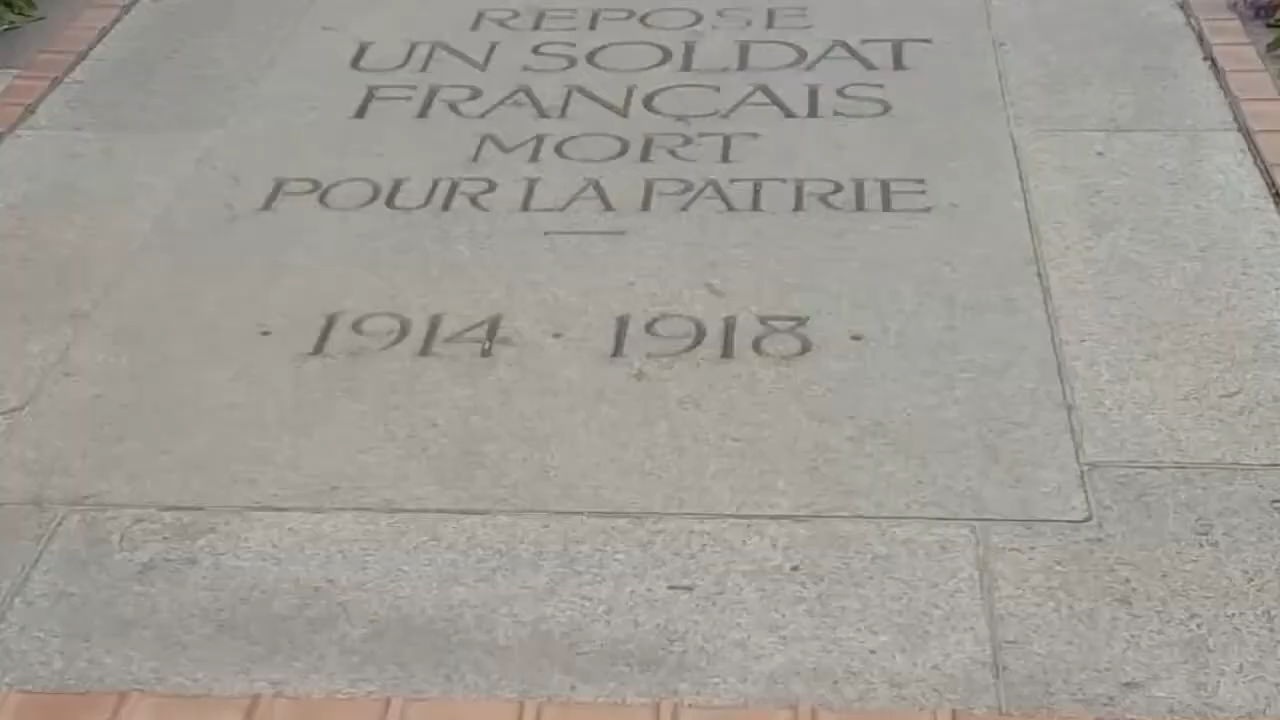 REPOSE
UN SOLDAT
FRANÇAIS
MORT
POUR LA PATRIE
· 1914 · 1918 ·